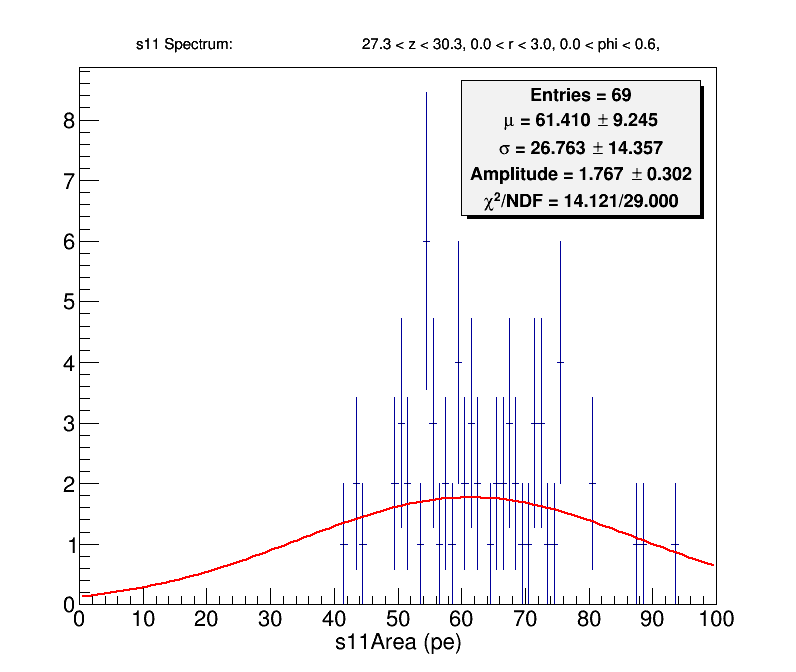 s11 Spectrum: 27.3 < z < 30.3, 0.0 < r < 3.0, 0.0 < phi < 0.6,
Entries = 69
μ = 61.410 ± 9.245
σ = 26.763 ± 14.357
Amplitude = 1.767 ± 0.302
χ²/NDF = 14.121/29.000
8
7
6
5
4
3
2
1
0
0 10 20 30 40 50 60 70 80 90 100
s11Area (pe)